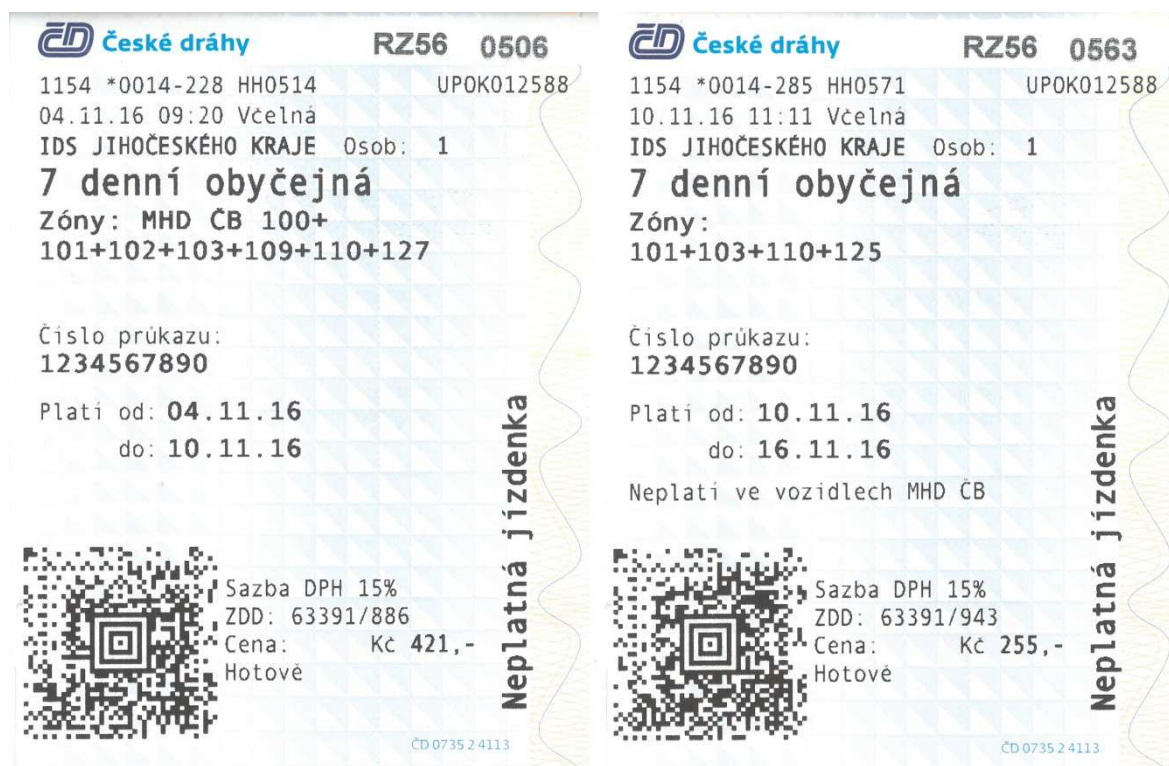 České dráhy RZ56 0506
1154 *0014-228 HH0514 UPOK012588
04.11.16 09:20 Včelná
IDS JIHOČESKÉHO KRAJE Osob: 1
7 denní obyčejná
Zóny: MHD ČB 100+
101+102+103+109+110+127
Číslo průkazu:
1234567890
Platí od: 04.11.16
do: 10.11.16
Neplatná jízdenka
Sazba DPH 15%
ZDD: 63391/886
Cena: Kč 421,-
Hotově
ČD 0735 2 4113
České dráhy RZ56 0563
1154 *0014-285 HH0571 UPOK012588
10.11.16 11:11 Včelná
IDS JIHOČESKÉHO KRAJE Osob: 1
7 denní obyčejná
Zóny:
101+103+110+125
Číslo průkazu:
1234567890
Platí od: 10.11.16
do: 16.11.16
Neplatí ve vozidlech MHD ČB
Neplatná jízdenka
Sazba DPH 15%
ZDD: 63391/943
Cena: Kč 255,-
Hotově
ČD 0735 2 4113